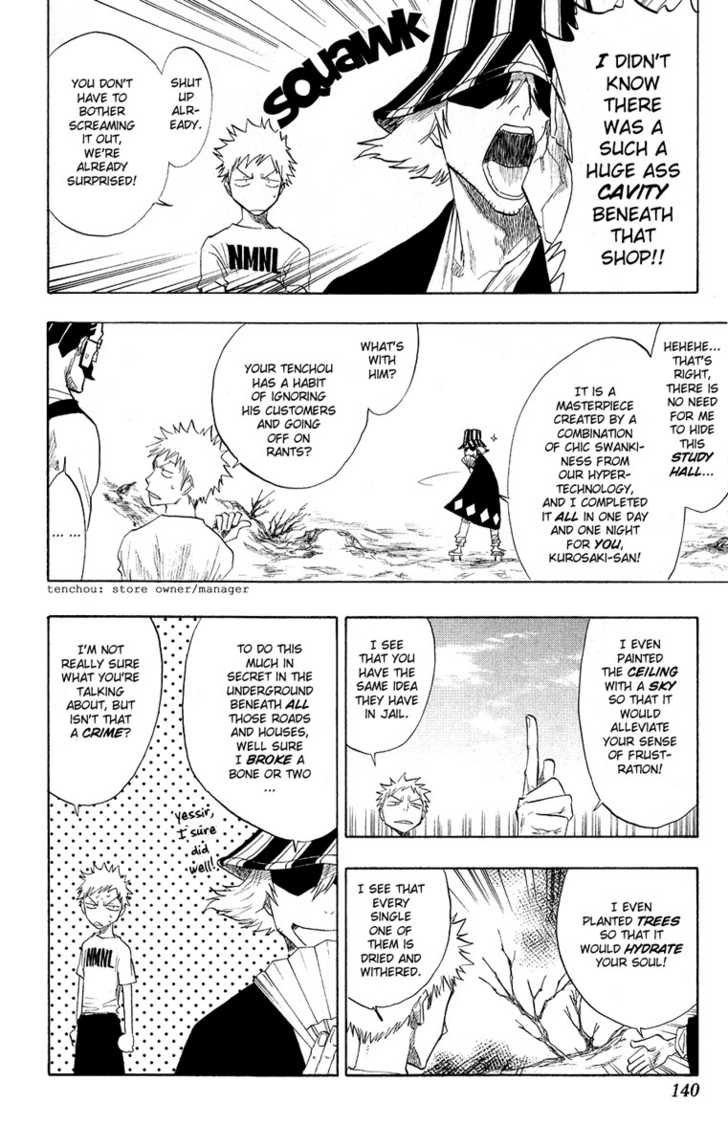 I DIDN'T
KNOW
THERE
WAS A
SUCH A
HUGE ASS
CAVITY
BENEATH
THAT
SHOP!!
squawk
SHUT
UP
ALR-
EADY.
YOU DON'T
HAVE TO
BOTHER
SCREAMING
IT OUT,
WE'RE
ALREADY
SURPRISED!
NMNL
HEHEHE...
THAT'S
RIGHT,
THERE IS
NO NEED
FOR ME
TO HIDE
THIS
STUDY
HALL...
IT IS A
MASTERPIECE
CREATED BY A
COMBINATION
OF CHIC SWANKI-
NESS FROM
OUR HYPER-
TECHNOLOGY,
AND I COMPLETED
IT ALL IN ONE DAY
AND ONE NIGHT
FOR YOU,
KUROSAKI-SAN!
WHAT'S
WITH
HIM?
YOUR TENCHOU
HAS A HABIT
OF IGNORING
HIS CUSTOMERS
AND GOING
OFF ON
RANTS?
... ...
tenchou: store owner/manager
I EVEN
PAINTED
THE CEILING
WITH A SKY
SO THAT IT
WOULD
ALLEVIATE
YOUR SENSE
OF FRUST-
RATION!
I SEE
THAT YOU
HAVE THE
SAME IDEA
THEY HAVE
IN JAIL.
I EVEN
PLANTED TREES
SO THAT IT
WOULD HYDRATE
YOUR SOUL!
I SEE THAT
EVERY
SINGLE
ONE OF
THEM IS
DRIED AND
WITHERED.
TO DO THIS
MUCH IN
SECRET IN THE
UNDERGROUND
BENEATH ALL
THOSE ROADS
AND HOUSES,
WELL SURE
I BROKE A
BONE OR TWO
...
yessir,
I sure
did
well!
I'M NOT
REALLY SURE
WHAT YOU'RE
TALKING
ABOUT, BUT
ISN'T THAT
A CRIME?
NMNL
140